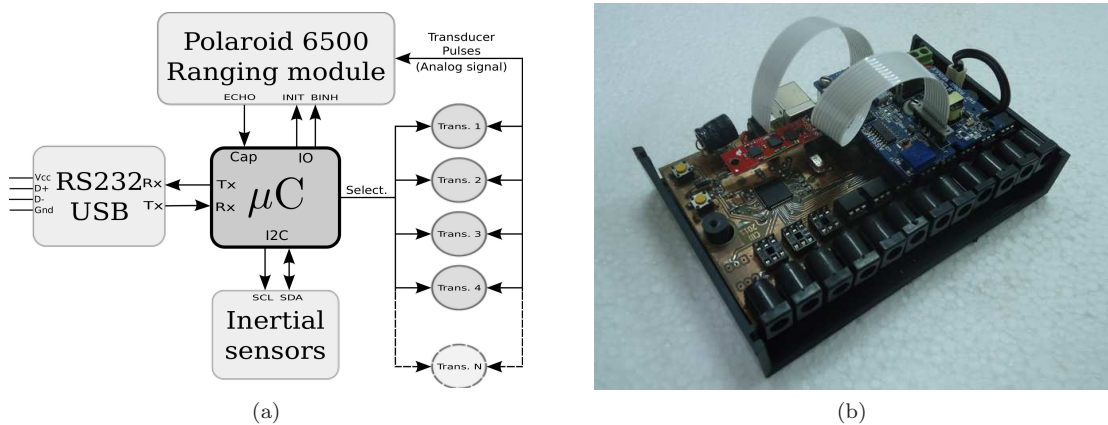 Polaroid 6500
Ranging module
ECHO INIT BINH
Transducer
Pulses
(Analog signal)
Cap IO
Tx
Rx
μC
I2C
Vcc
D+
D-
Gnd
RS232
USB
Rx
Tx
Select.
Trans. 1
Trans. 2
Trans. 3
Trans. 4
Trans. N
SCL SDA
Inertial
sensors
(a)
(b)